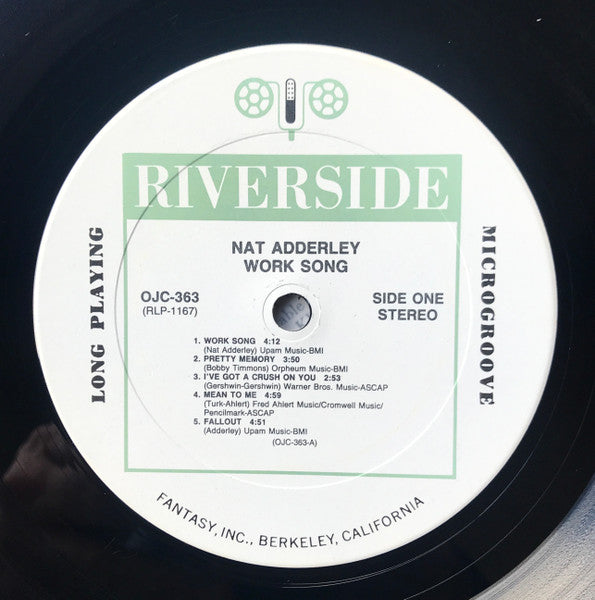 RIVERSIDE
LONG PLAYING
MICROGROOVE
NAT ADDERLEY
WORK SONG
OJC-363
(RLP-1167)
SIDE ONE
STEREO
1. WORK SONG 4:12
(Nat Adderley) Upam Music-BMI
2. PRETTY MEMORY 3:50
(Bobby Timmons) Orpheum Music-BMI
3. I'VE GOT A CRUSH ON YOU 2:53
(Gershwin-Gershwin) Warner Bros. Music-ASCAP
4. MEAN TO ME 4:59
(Turk-Ahlert) Fred Ahlert Music/Cromwell Music/
Pencilmark-ASCAP
5. FALLOUT 4:51
(Adderley) Upam Music-BMI
(OJC-363-A)
FANTASY, INC., BERKELEY, CALIFORNIA